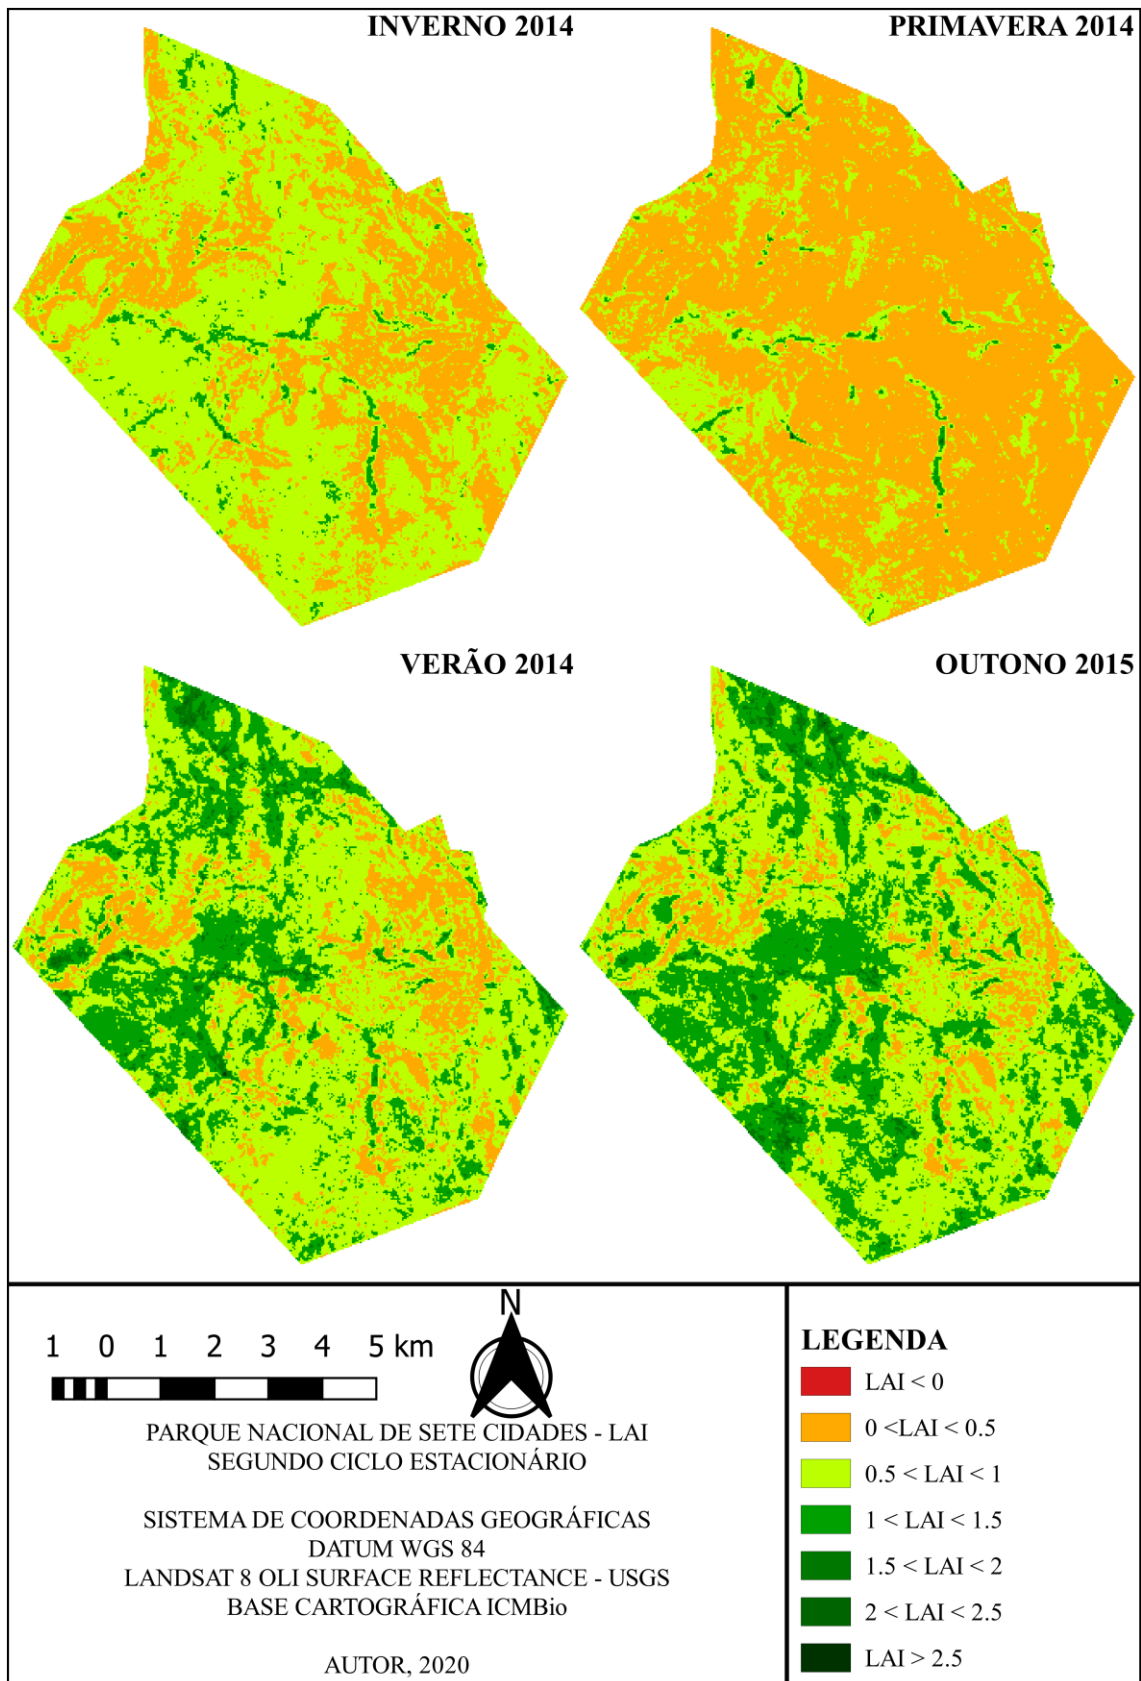 INVERNO 2014
PRIMAVERA 2014
VERÃO 2014
OUTONO 2015
1 0 1 2 3 4 5 km
N
PARQUE NACIONAL DE SETE CIDADES - LAI
SEGUNDO CICLO ESTACIONÁRIO
SISTEMA DE COORDENADAS GEOGRÁFICAS
DATUM WGS 84
LANDSAT 8 OLI SURFACE REFLECTANCE - USGS
BASE CARTOGRÁFICA ICMBio
AUTOR, 2020
LEGENDA
LAI < 0
0 <LAI < 0.5
0.5 < LAI < 1
1 < LAI < 1.5
1.5 < LAI < 2
2 < LAI < 2.5
LAI > 2.5